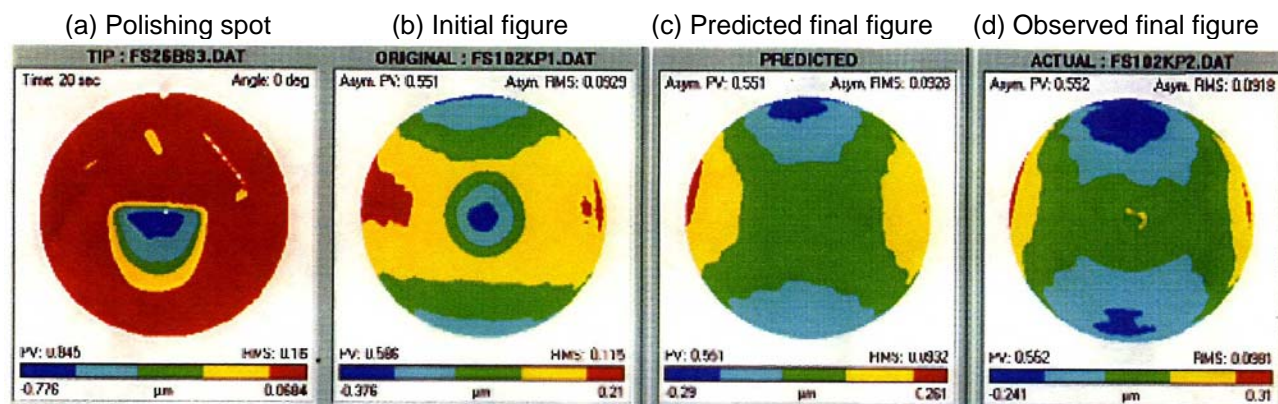 (a) Polishing spot
(b) Initial figure
(c) Predicted final figure
(d) Observed final figure
TIP : FS26BS3.DAT
Time: 20 sec
Angle: 0 deg
PV: 0.845
RMS: 0.16
-0.776
µm
0.0684
ORIGINAL : FS102KP1.DAT
Asym. PV: 0.551
Asym. RMS: 0.0929
PV: 0.586
RMS: 0.115
-0.376
µm
0.21
PREDICTED
Asym. PV: 0.551
Asym. RMS: 0.0928
PV: 0.551
RMS: 0.0932
-0.29
µm
0.261
ACTUAL : FS102KP2.DAT
Asym. PV: 0.552
Asym. RMS: 0.0918
PV: 0.552
RMS: 0.0981
-0.241
µm
0.31